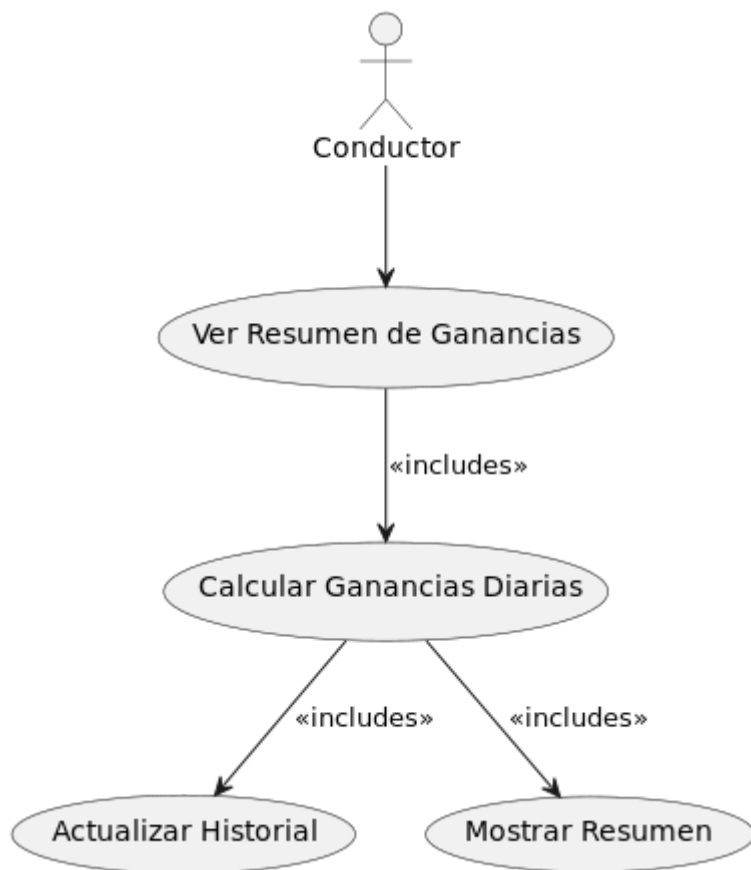 Conductor
Ver Resumen de Ganancias
«includes»
Calcular Ganancias Diarias
«includes»
«includes»
Actualizar Historial
Mostrar Resumen